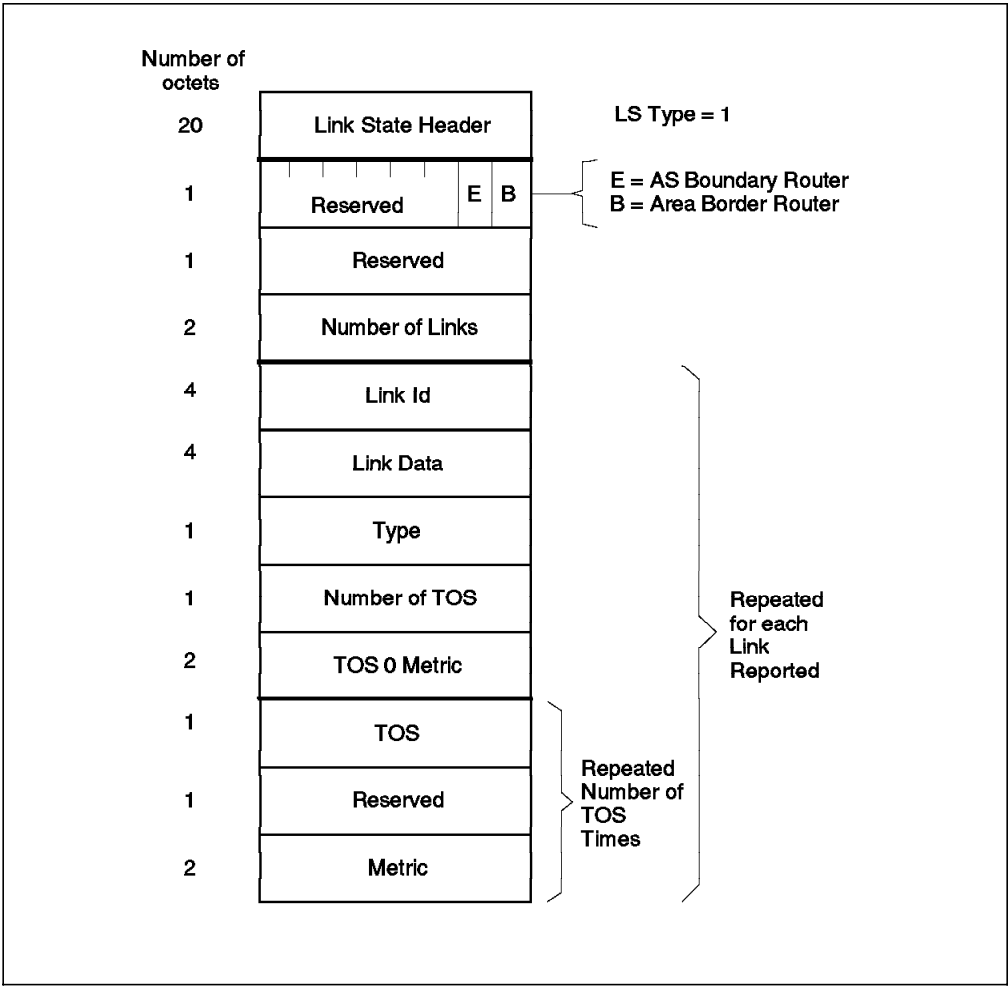 Number of
octets
20
Link State Header
LS Type = 1
1
Reserved
E
B
E = AS Boundary Router
B = Area Border Router
1
Reserved
2
Number of Links
4
Link Id
4
Link Data
1
Type
1
Number of TOS
2
TOS 0 Metric
Repeated
for each
Link
Reported
1
TOS
1
Reserved
2
Metric
Repeated
Number of
TOS
Times